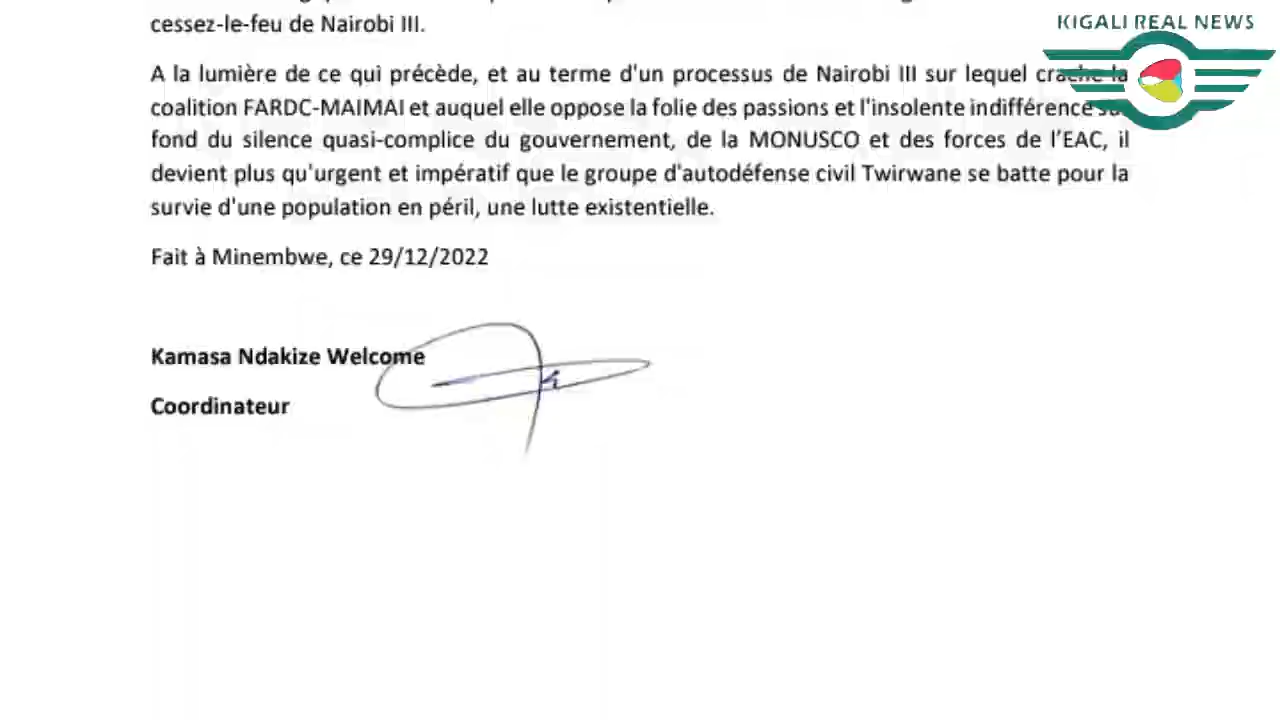 KIGALI REAL NEWS
cessez-le-feu de Nairobi III.
A la lumière de ce qui précède, et au terme d'un processus de Nairobi III sur lequel crache la
coalition FARDC-MAIMAI et auquel elle oppose la folie des passions et l'insolente indifférence
fond du silence quasi-complice du gouvernement, de la MONUSCO et des forces de l'EAC, il
devient plus qu'urgent et impératif que le groupe d'autodéfense civil Twirwane se batte pour la
survie d'une population en péril, une lutte existentielle.
Fait à Minembwe, ce 29/12/2022
Kamasa Ndakize Welcome
Coordinateur